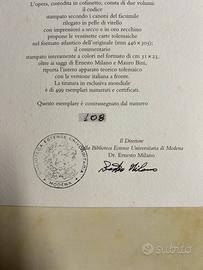 L'opera, custodita in cofanetto, consta di due volumi:
il codice
stampato secondo i canoni del facsimile
rilegato in pelle di vitello
con impressioni a secco e in oro zecchino
propone le ventisette carte tolemaiche
nel formato atlantico dell'originale (mm 446 x 305);
il commentario
stampato interamente a colori nel formato di cm 31 x 23,
oltre ai saggi di Ernesto Milano e Mauro Bini,
riporta l'intero apparato teorico tolemaico
con la versione italiana a fronte.
La tiratura in esclusiva mondiale
è di 499 esemplari numerati e certificati.
Questo esemplare è contrassegnato dal numero
108
Il Direttore
della Biblioteca Estense Universitaria di Modena
Dr. Ernesto Milano
BIBLIOTECA ESTENSE UNIVERSITARIA
MODENA
subito